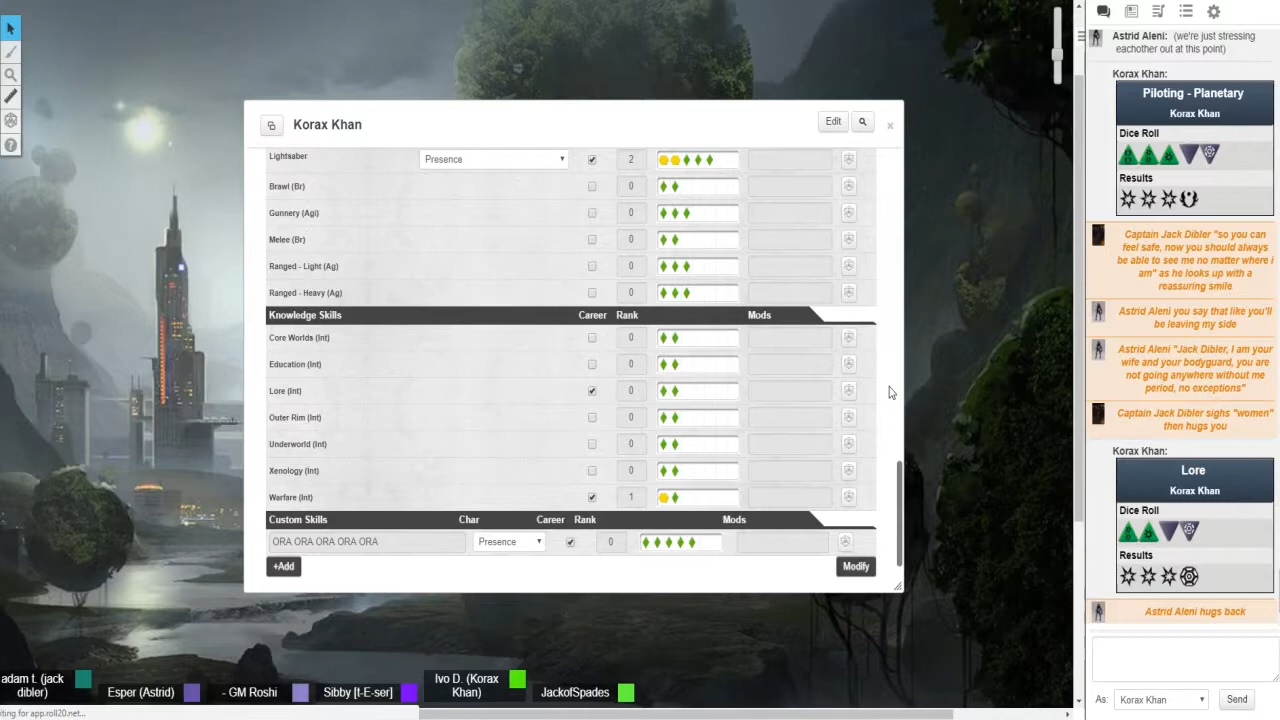 Korax Khan
Edit
Lightsaber Presence 2
Brawl (Br) 0
Gunnery (Agi) 0
Melee (Br) 0
Ranged - Light (Ag) 0
Ranged - Heavy (Ag) 0
Knowledge Skills Career Rank Mods
Core Worlds (Int) 0
Education (Int) 0
Lore (Int) 0
Outer Rim (Int) 0
Underworld (Int) 0
Xenology (Int) 0
Warfare (Int) 1
Custom Skills Char Career Rank Mods
ORA ORA ORA ORA ORA Presence 0
+Add Modify
adam t. (jack
dibler)
Esper (Astrid)
- GM Roshi
Sibby [t-E-ser]
Ivo D. (Korax
Khan)
JackofSpades
iting for app.roll20.net...
Astrid Aleni: (we're just stressing
eachother out at this point)
Korax Khan:
Piloting - Planetary
Korax Khan
Dice Roll
Results
Captain Jack Dibler "so you can
feel safe, now you should always
be able to see me no matter where i
am" as he looks up with a
reassuring smile
Astrid Aleni you say that like you'll
be leaving my side
Astrid Aleni "Jack Dibler, I am your
wife and your bodyguard, you are
not going anywhere without me
period, no exceptions"
Captain Jack Dibler sighs "women"
then hugs you
Korax Khan:
Lore
Korax Khan
Dice Roll
Results
Astrid Aleni hugs back
As: Korax Khan Send